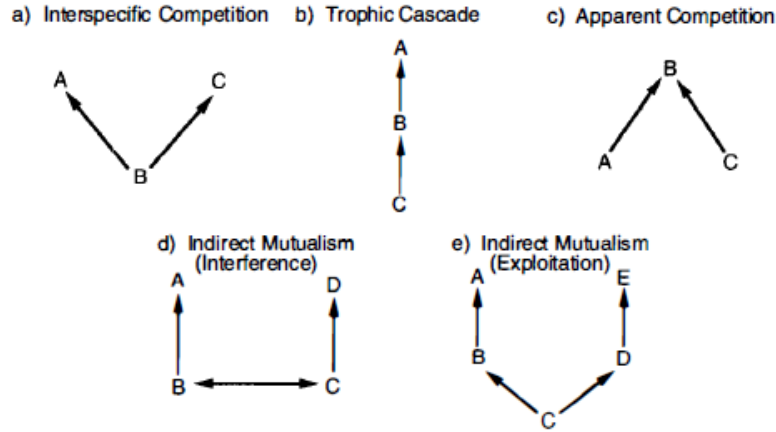 a) Interspecific Competition
b) Trophic Cascade
c) Apparent Competition
A
C
B
A
B
C
B
A
C
d) Indirect Mutualism
(Interference)
A
D
B
C
e) Indirect Mutualism
(Exploitation)
A
E
B
D
C